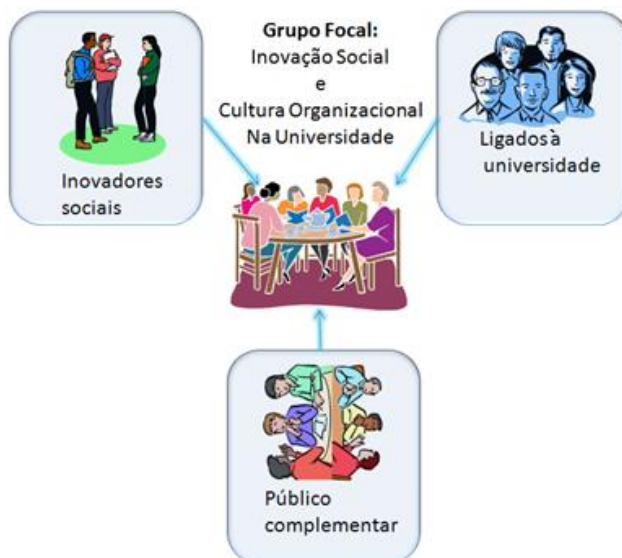 Grupo Focal:
Inovação Social
e
Cultura Organizacional
Na Universidade
Inovadores
sociais
Ligados à
universidade
Público
complementar